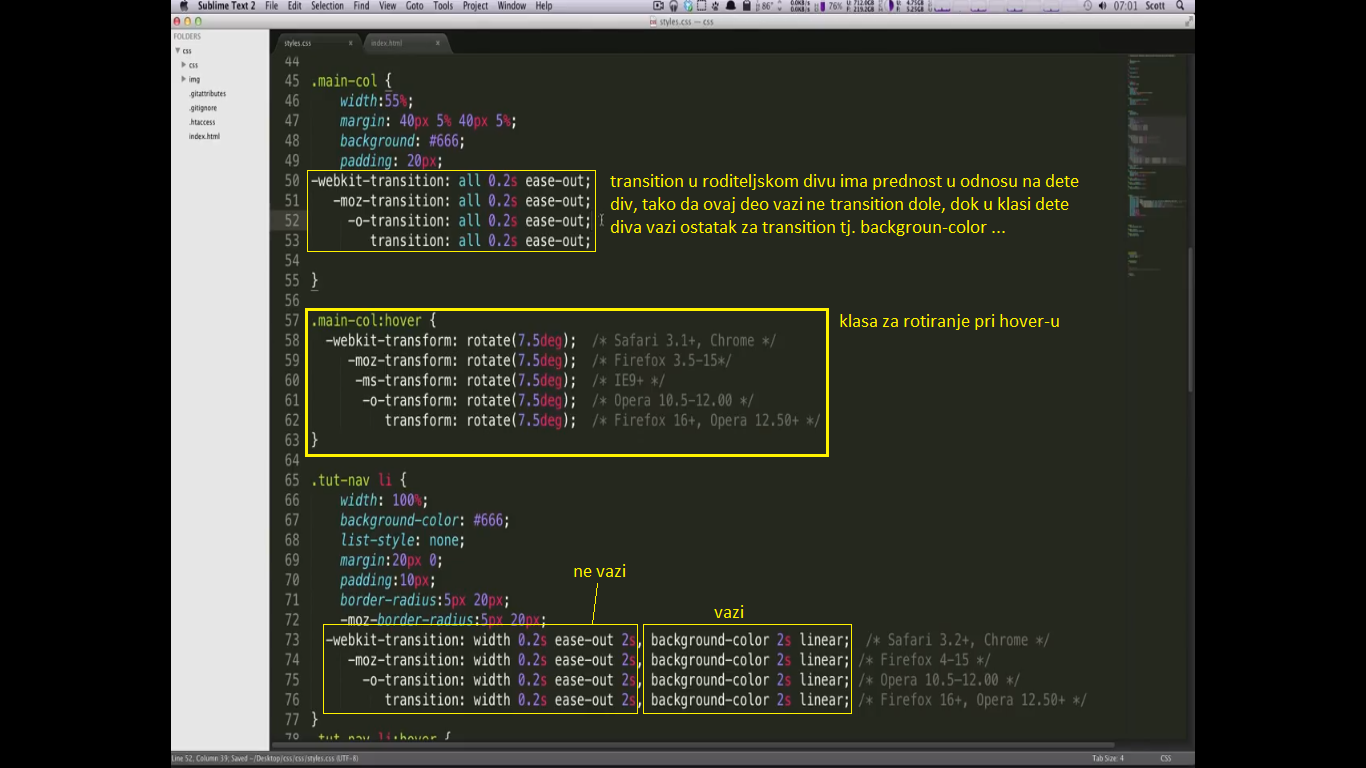 Sublime Text 2 File Edit Selection Find View Goto Tools Project Window Help 86° 76% 07:01 Scott
styles.css — css
FOLDERS
css
css
img
.gitattributes
.gitignore
.htaccess
index.html
styles.css × index.html ×
44
45 .main-col {
46 width:55%;
47 margin: 40px 5% 40px 5%;
48 background: #666;
49 padding: 20px;
50 -webkit-transition: all 0.2s ease-out;
51 -moz-transition: all 0.2s ease-out;
52 -o-transition: all 0.2s ease-out;
53 transition: all 0.2s ease-out;
transition u roditeljskom divu ima prednost u odnosu na dete
div, tako da ovaj deo vazi ne transition dole, dok u klasi dete
diva vazi ostatak za transition tj. backgroun-color ...
54
55 }
56
57 .main-col:hover {
klasa za rotiranje pri hover-u
58 -webkit-transform: rotate(7.5deg); /* Safari 3.1+, Chrome */
59 -moz-transform: rotate(7.5deg); /* Firefox 3.5-15*/
60 -ms-transform: rotate(7.5deg); /* IE9+ */
61 -o-transform: rotate(7.5deg); /* Opera 10.5-12.00 */
62 transform: rotate(7.5deg); /* Firefox 16+, Opera 12.50+ */
63 }
64
65 .tut-nav li {
66 width: 100%;
67 background-color: #666;
68 list-style: none;
69 margin:20px 0;
70 padding:10px;
ne vazi
71 border-radius:5px 20px;
vazi
72 -moz-border-radius:5px 20px;
73 -webkit-transition: width 0.2s ease-out 2s, background-color 2s linear; /* Safari 3.2+, Chrome */
74 -moz-transition: width 0.2s ease-out 2s, background-color 2s linear; /* Firefox 4-15 */
75 -o-transition: width 0.2s ease-out 2s, background-color 2s linear; /* Opera 10.5-12.00 */
76 transition: width 0.2s ease-out 2s, background-color 2s linear; /* Firefox 16+, Opera 12.50+ */
77 }
78 .tut-nav li:hover {
Line 52, Column 39; Saved ~/Desktop/css/css/styles.css (UTF-8) Tab Size: 4 CSS